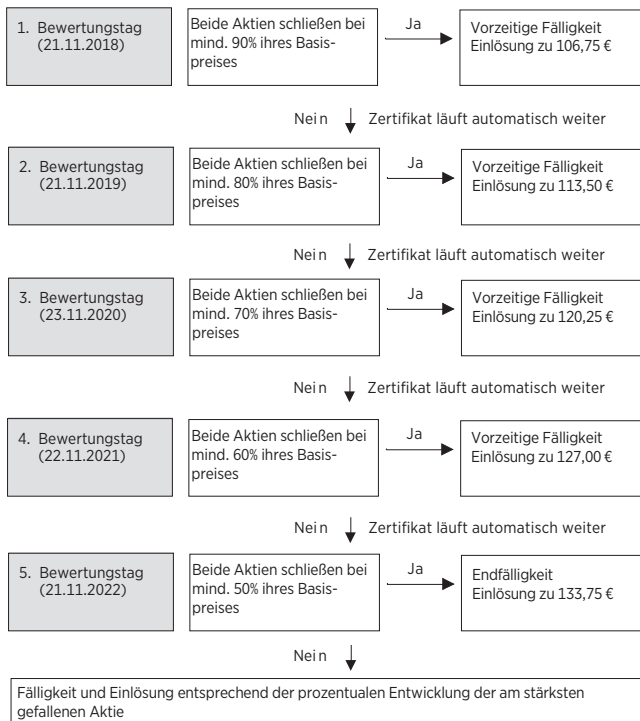 1. Bewertungstag
(21.11.2018)
Beide Aktien schließen bei
mind. 90% ihres Basis-
preises
Ja
Vorzeitige Fälligkeit
Einlösung zu 106,75 €
Nein
Zertifikat läuft automatisch weiter
2. Bewertungstag
(21.11.2019)
Beide Aktien schließen bei
mind. 80% ihres Basis-
preises
Ja
Vorzeitige Fälligkeit
Einlösung zu 113,50 €
Nein
Zertifikat läuft automatisch weiter
3. Bewertungstag
(23.11.2020)
Beide Aktien schließen bei
mind. 70% ihres Basis-
preises
Ja
Vorzeitige Fälligkeit
Einlösung zu 120,25 €
Nein
Zertifikat läuft automatisch weiter
4. Bewertungstag
(22.11.2021)
Beide Aktien schließen bei
mind. 60% ihres Basis-
preises
Ja
Vorzeitige Fälligkeit
Einlösung zu 127,00 €
Nein
Zertifikat läuft automatisch weiter
5. Bewertungstag
(21.11.2022)
Beide Aktien schließen bei
mind. 50% ihres Basis-
preises
Ja
Endfälligkeit
Einlösung zu 133,75 €
Nein
Fälligkeit und Einlösung entsprechend der prozentualen Entwicklung der am stärksten
gefallenen Aktie